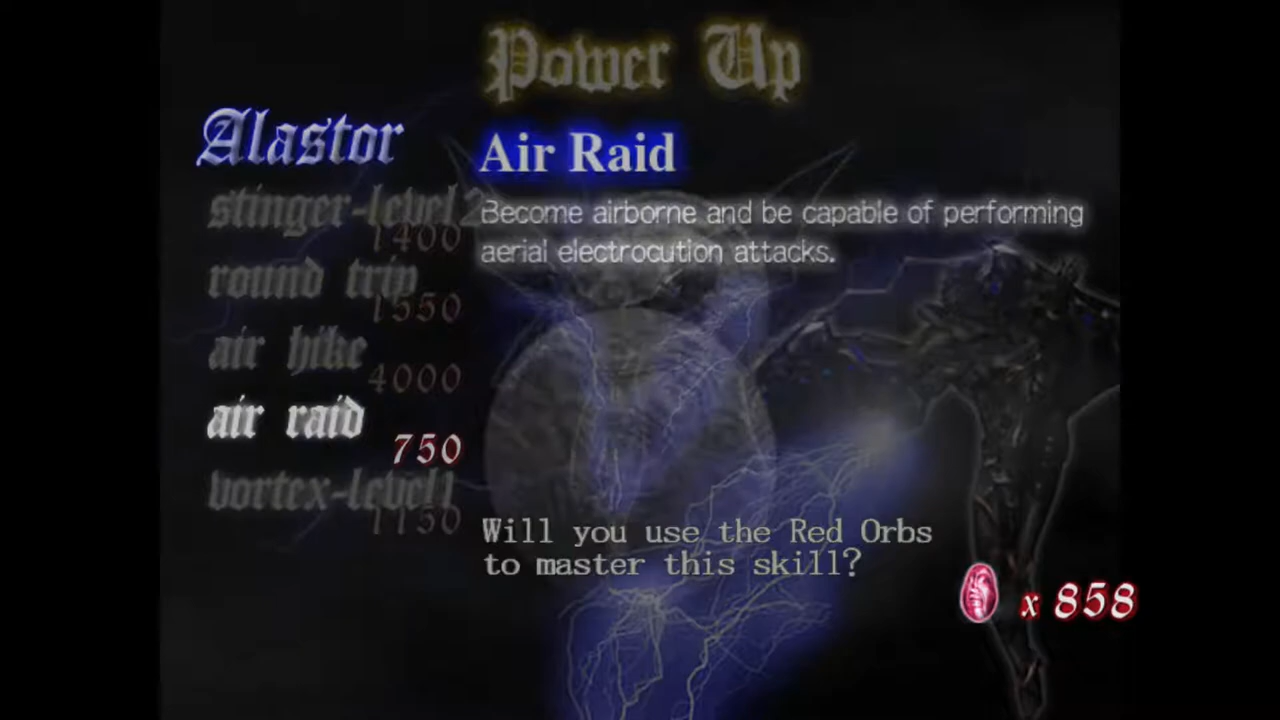 Power Up
Alastor
Air Raid
stinger-level 2
1400
Become airborne and be capable of performing
aerial electrocution attacks.
round trip
1550
air hike
4000
air raid
750
vortex-level1
1150
Will you use the Red Orbs
to master this skill?
x 858